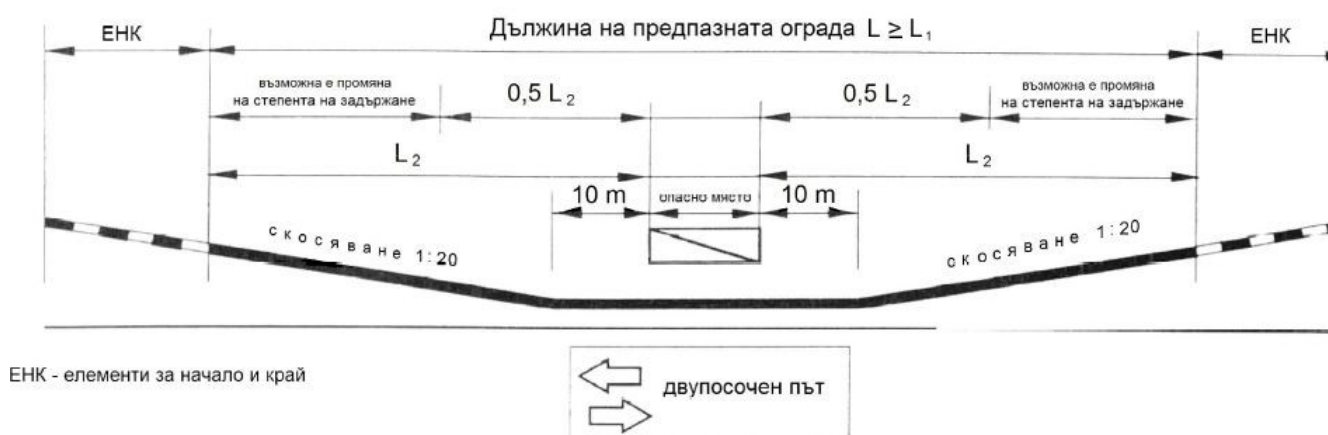 ЕНК
Дължина на предпазната ограда L ≥ L₁
ЕНК
възможна е промяна
на степента на задържане
0,5 L₂
0,5 L₂
възможна е промяна
на степента на задържане
L₂
L₂
10 m
опасно място
10 m
скосяване 1:20
скосяване 1:20
ЕНК - елементи за начало и край
двупосочен път